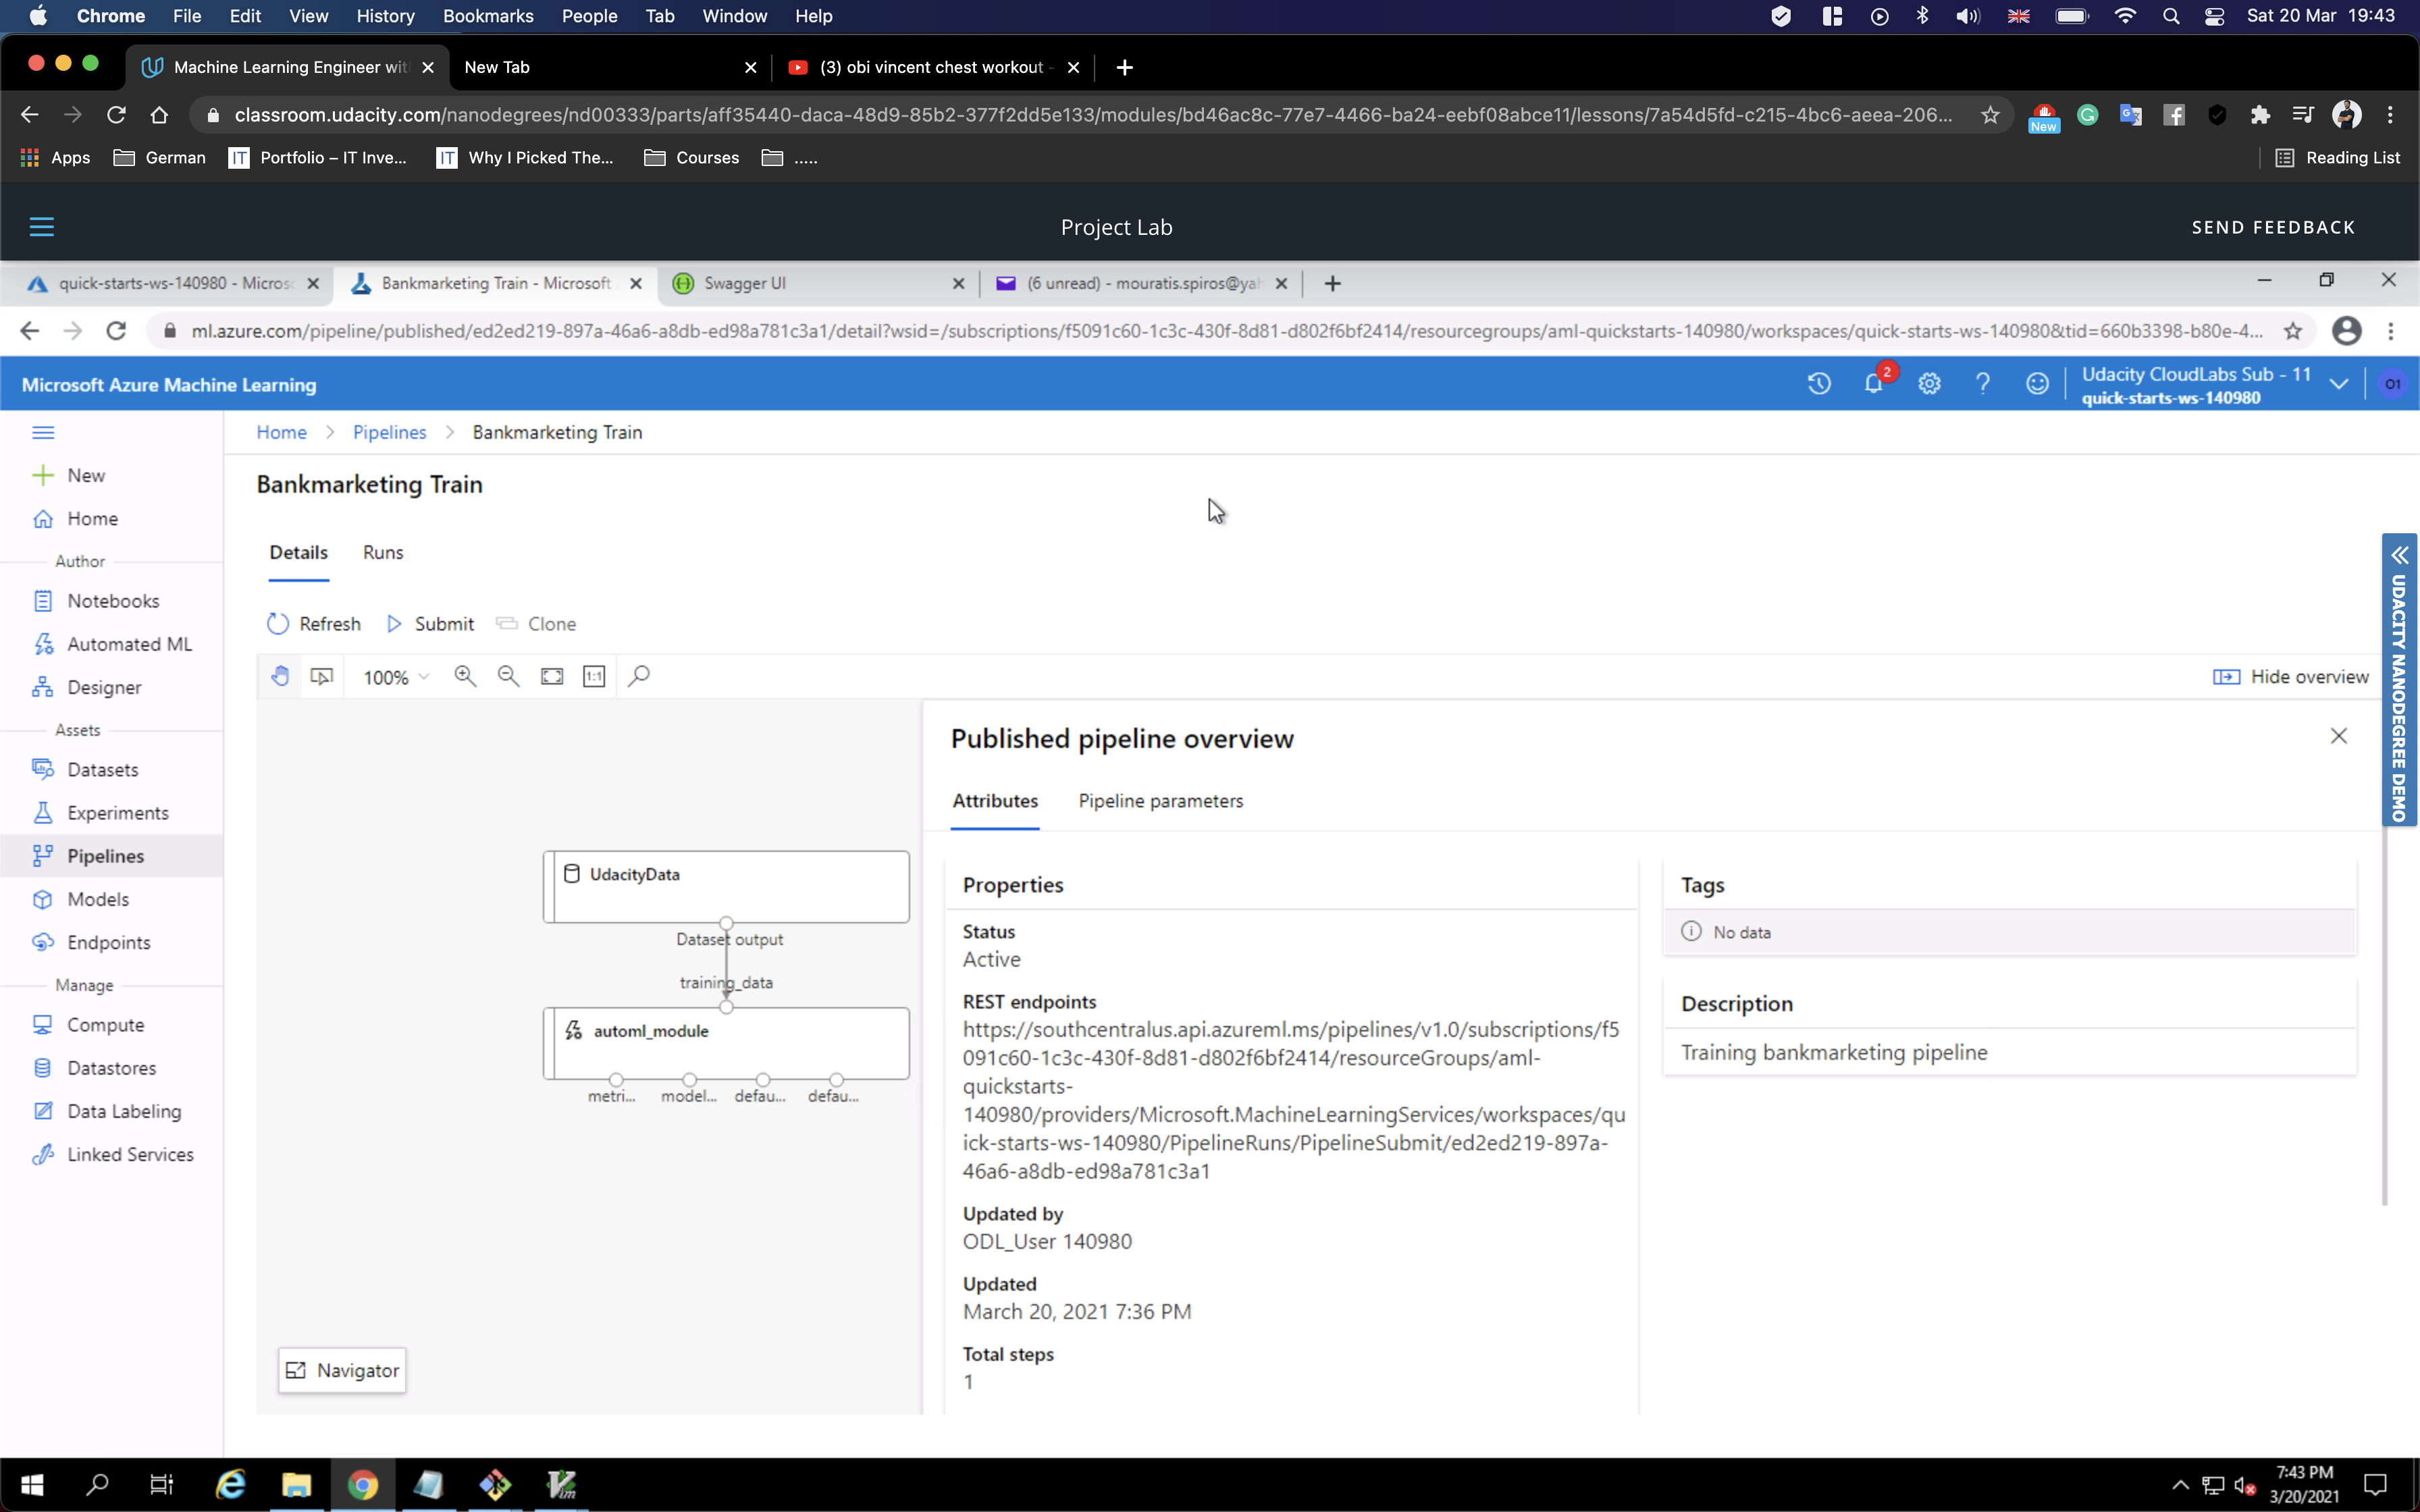 Chrome File Edit View History Bookmarks People Tab Window Help Sat 20 Mar 19:43
Machine Learning Engineer wit New Tab (3) obi vincent chest workout -
classroom.udacity.com/nanodegrees/nd00333/parts/aff35440-daca-48d9-85b2-377f2dd5e133/modules/bd46ac8c-77e7-4466-ba24-eebf08abce11/lessons/7a54d5fd-c215-4bc6-aeea-206...
New
Apps German IT Portfolio – IT Inve... IT Why I Picked The... Courses ..... Reading List
Project Lab SEND FEEDBACK
quick-starts-ws-140980 - Micros Bankmarketing Train - Microsoft Swagger UI (6 unread) - mouratis.spiros@yah
ml.azure.com/pipeline/published/ed2ed219-897a-46a6-a8db-ed98a781c3a1/detail?wsid=/subscriptions/f5091c60-1c3c-430f-8d81-d802f6bf2414/resourcegroups/aml-quickstarts-140980/workspaces/quick-starts-ws-140980&tid=660b3398-b80e-4...
Microsoft Azure Machine Learning 2 Udacity CloudLabs Sub - 11 O1
quick-starts-ws-140980
Home > Pipelines > Bankmarketing Train
New
Home
Author
Notebooks
Automated ML
Designer
Assets
Datasets
Experiments
Pipelines
Models
Endpoints
Manage
Compute
Datastores
Data Labeling
Linked Services
Bankmarketing Train
Details Runs
Refresh Submit Clone
100% 1:1 Hide overview
UdacityData
Dataset output
training_data
automl_module
metri... model... defau... defau...
Navigator
Published pipeline overview
Attributes Pipeline parameters
Properties
Status
Active
REST endpoints
https://southcentralus.api.azureml.ms/pipelines/v1.0/subscriptions/f5
091c60-1c3c-430f-8d81-d802f6bf2414/resourceGroups/aml-
quickstarts-
140980/providers/Microsoft.MachineLearningServices/workspaces/qu
ick-starts-ws-140980/PipelineRuns/PipelineSubmit/ed2ed219-897a-
46a6-a8db-ed98a781c3a1
Updated by
ODL_User 140980
Updated
March 20, 2021 7:36 PM
Total steps
1
Tags
No data
Description
Training bankmarketing pipeline
UDACITY NANODEGREE DEMO
7:43 PM
3/20/2021